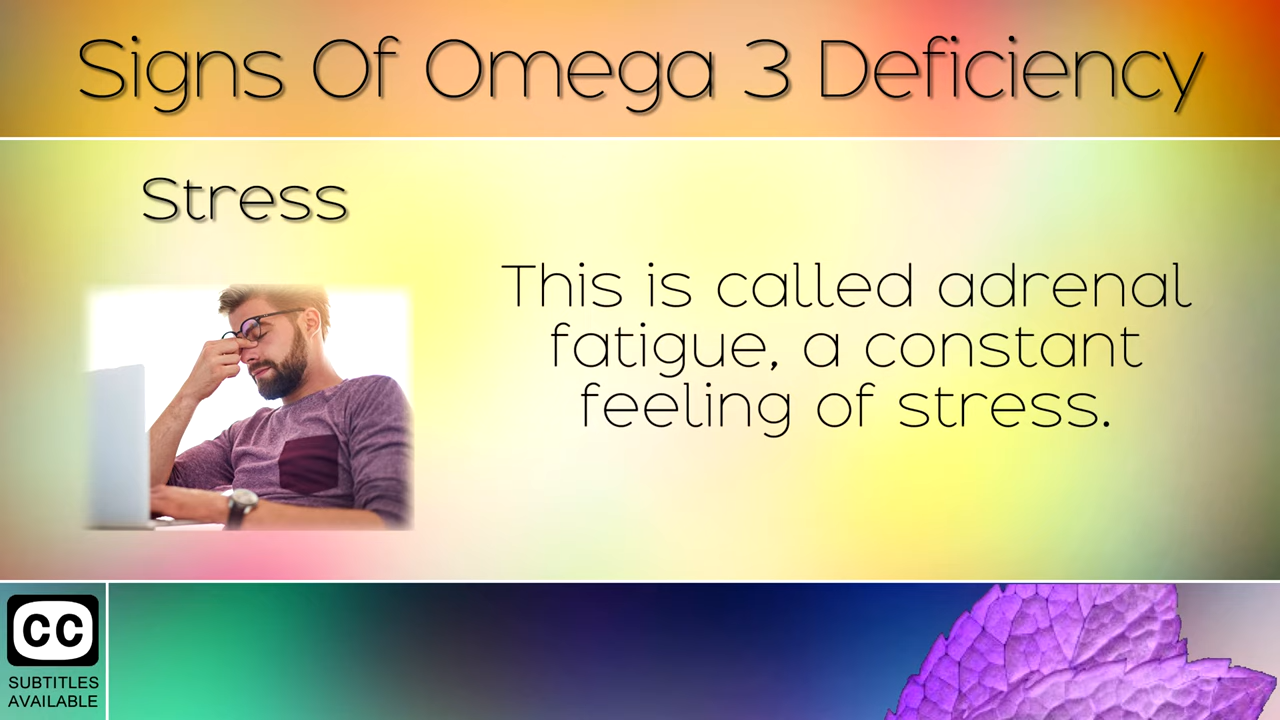 Signs Of Omega 3 Deficiency
Stress
This is called adrenal
fatigue, a constant
feeling of stress.
CC
SUBTITLES
AVAILABLE